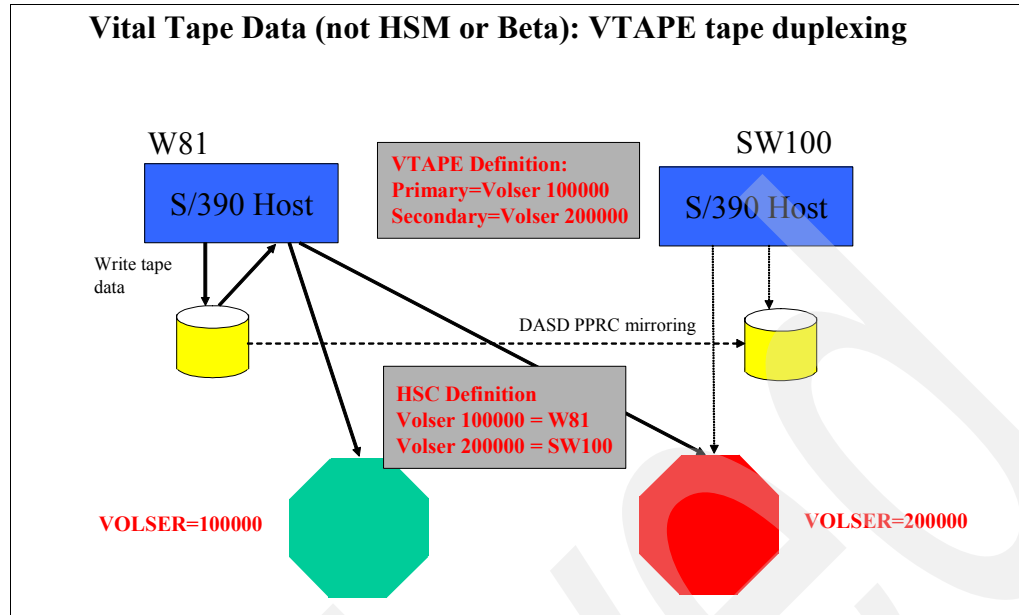 Vital Tape Data (not HSM or Beta): VTAPE tape duplexing
W81
SW100
VTAPE Definition:
Primary=Volser 100000
Secondary=Volser 200000
S/390 Host
S/390 Host
Write tape
data
DASD PPRC mirroring
HSC Definition
Volser 100000 = W81
Volser 200000 = SW100
VOLSER=100000
VOLSER=200000